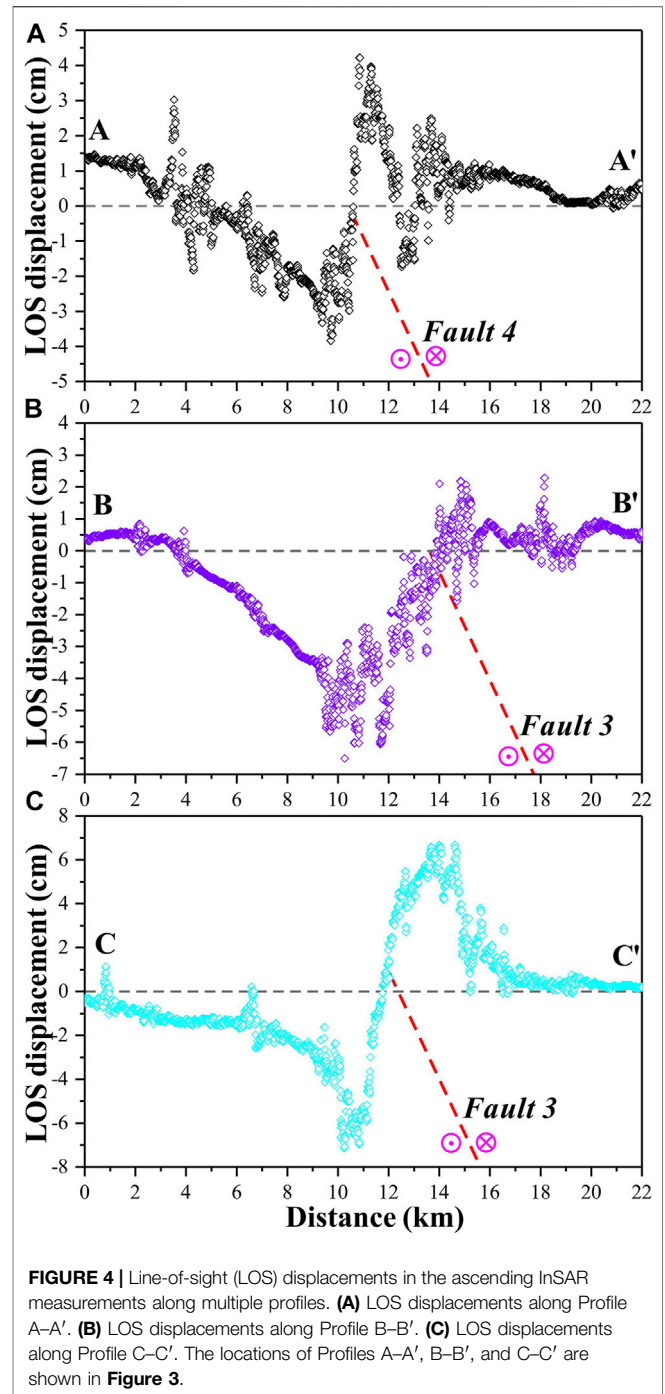 A
LOS displacement (cm)
5
4
3
2
1
0
-1
-2
-3
-4
-5
A
A'
Fault 4
0 2 4 6 8 10 12 14 16 18 20 22
B
LOS displacement (cm)
4
3
2
1
0
-1
-2
-3
-4
-5
-6
-7
B
B'
Fault 3
0 2 4 6 8 10 12 14 16 18 20 22
C
LOS displacement (cm)
8
6
4
2
0
-2
-4
-6
-8
C
C'
Fault 3
0 2 4 6 8 10 12 14 16 18 20 22
Distance (km)
FIGURE 4 | Line-of-sight (LOS) displacements in the ascending InSAR
measurements along multiple profiles. (A) LOS displacements along Profile
A–A′. (B) LOS displacements along Profile B–B′. (C) LOS displacements
along Profile C–C′. The locations of Profiles A–A′, B–B′, and C–C′ are
shown in Figure 3.